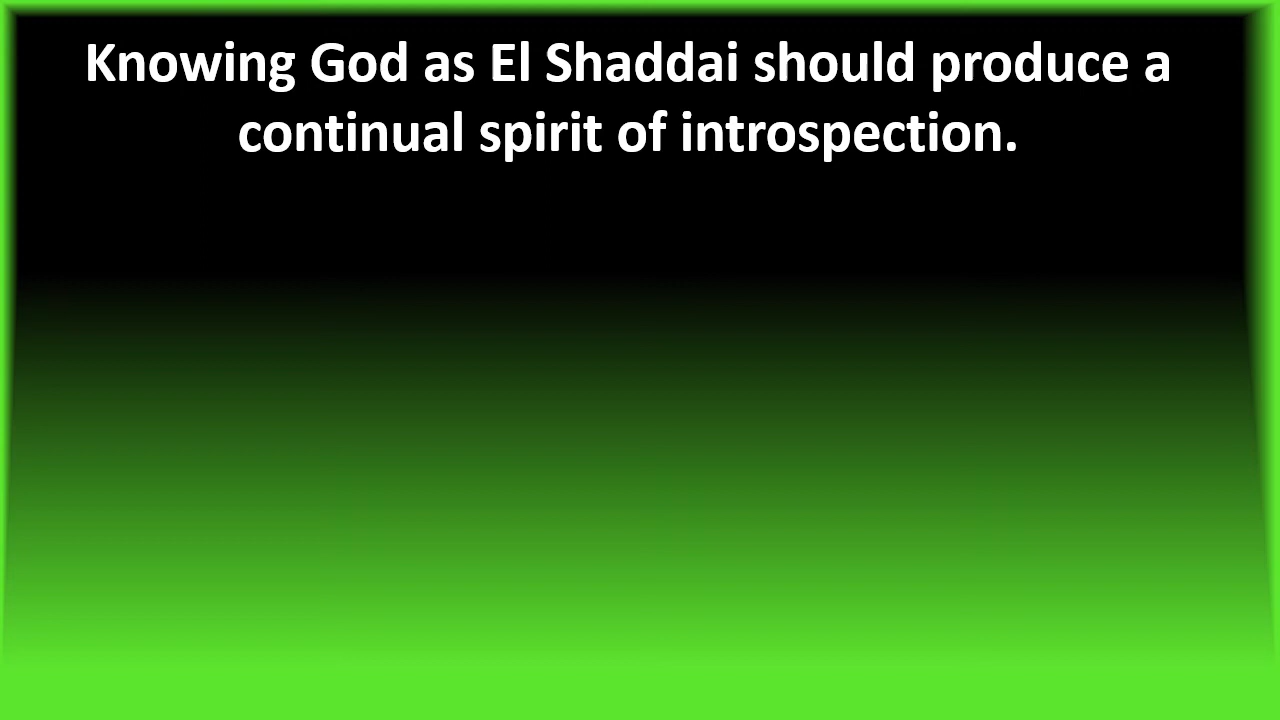 Knowing God as El Shaddai should produce a
continual spirit of introspection.